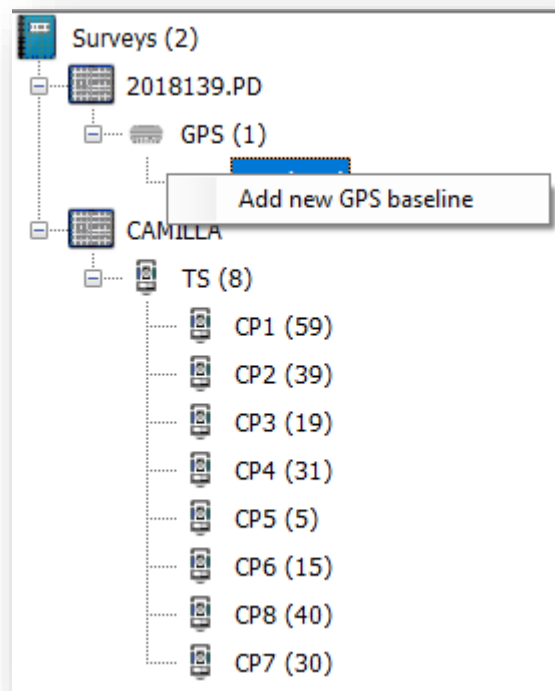 Surveys (2)
2018139.PD
GPS (1)
Add new GPS baseline
CAMILLA
TS (8)
CP1 (59)
CP2 (39)
CP3 (19)
CP4 (31)
CP5 (5)
CP6 (15)
CP8 (40)
CP7 (30)